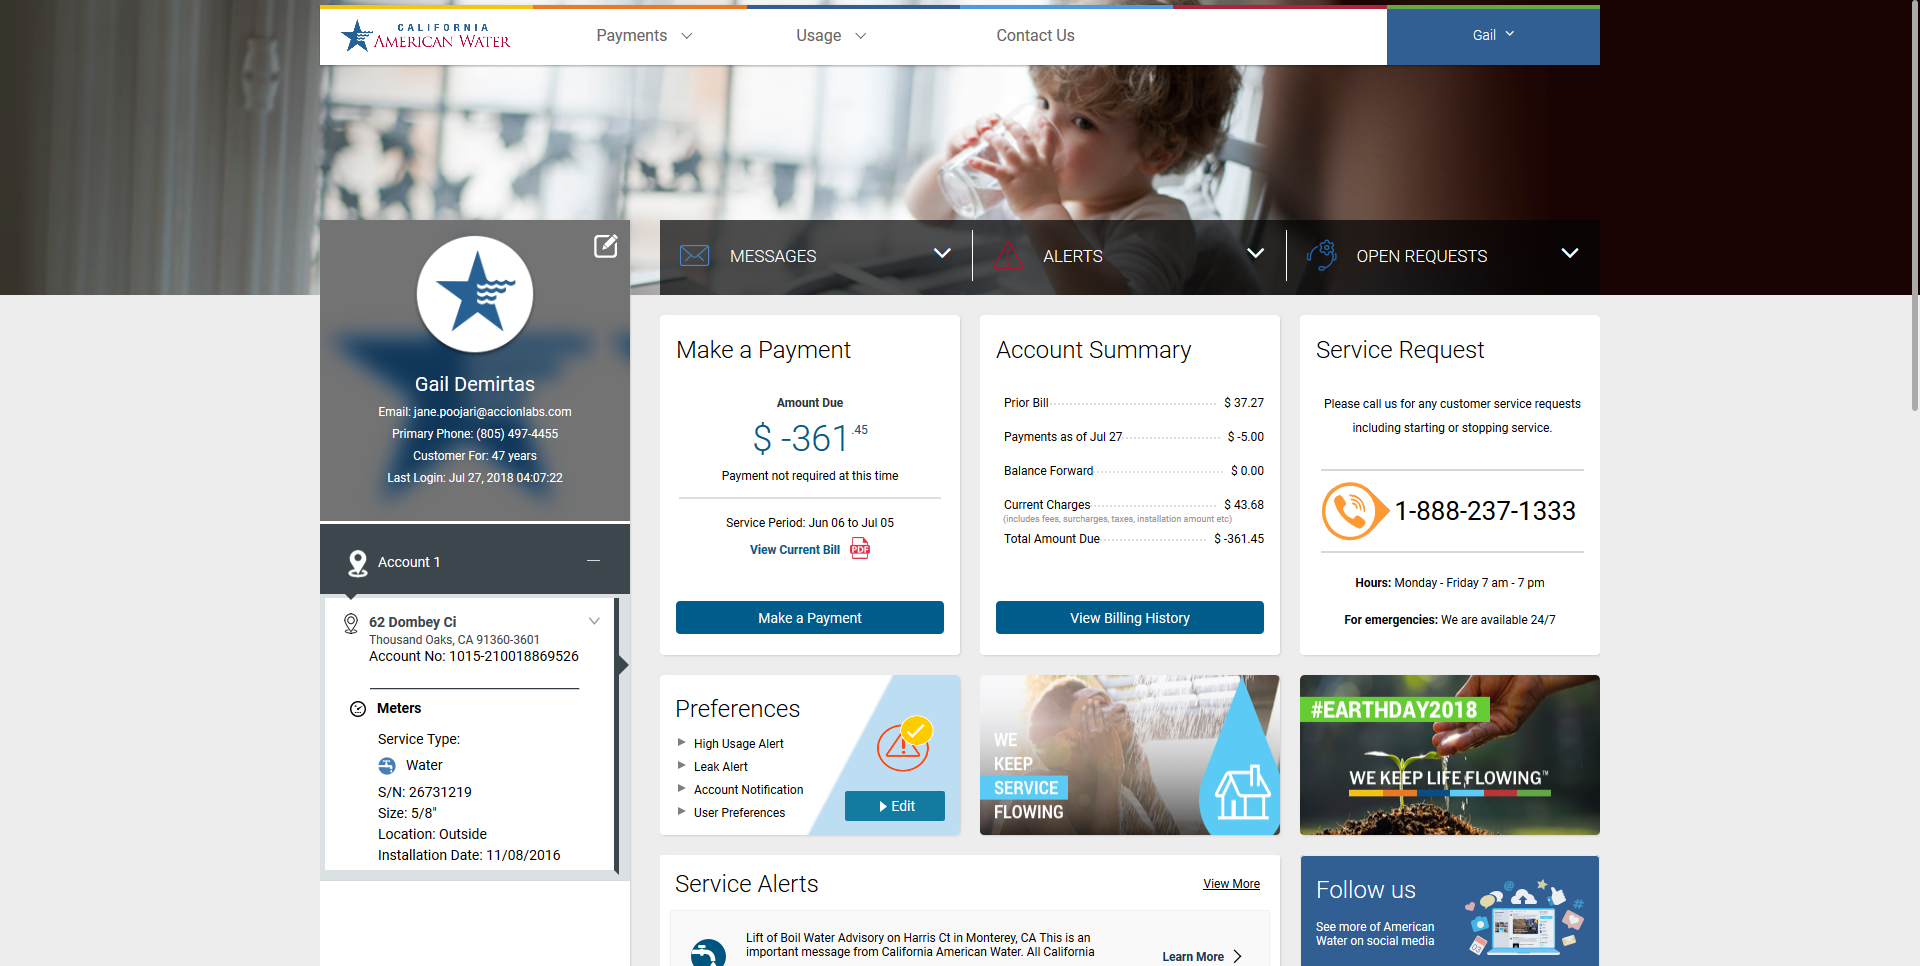 CALIFORNIA
AMERICAN WATER
Payments
Usage
Contact Us
Gail
MESSAGES
ALERTS
OPEN REQUESTS
Gail Demirtas
Email: jane.poojari@accionlabs.com
Primary Phone: (805) 497-4455
Customer For: 47 years
Last Login: Jul 27, 2018 04:07:22
Account 1
62 Dombey Ci
Thousand Oaks, CA 91360-3601
Account No: 1015-210018869526
Meters
Service Type:
Water
S/N: 26731219
Size: 5/8"
Location: Outside
Installation Date: 11/08/2016
Make a Payment
Amount Due
$ -361.45
Payment not required at this time
Service Period: Jun 06 to Jul 05
View Current Bill PDF
Make a Payment
Account Summary
Prior Bill $ 37.27
Payments as of Jul 27 $ -5.00
Balance Forward $ 0.00
Current Charges $ 43.68
(includes fees, surcharges, taxes, installation amount etc)
Total Amount Due $ -361.45
View Billing History
Service Request
Please call us for any customer service requests
including starting or stopping service.
1-888-237-1333
Hours: Monday - Friday 7 am - 7 pm
For emergencies: We are available 24/7
Preferences
High Usage Alert
Leak Alert
Account Notification
User Preferences
Edit
WE
KEEP
SERVICE
FLOWING
#EARTHDAY2018
WE KEEP LIFE FLOWING™
Service Alerts
View More
Lift of Boil Water Advisory on Harris Ct in Monterey, CA This is an
important message from California American Water. All California
Learn More
Follow us
See more of American
Water on social media